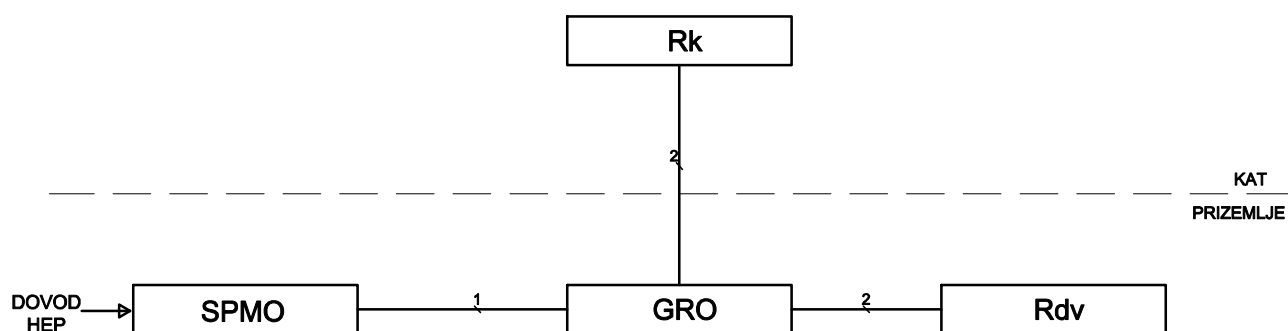 Rk
2
KAT
PRIZEMLJE
DOVOD
HEP
SPMO
1
GRO
2
Rdv